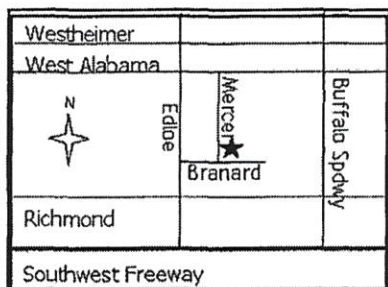 Westheimer
West Alabama
N
Edloe
Mercer
Buffalo Spdwy
Branard
Richmond
Southwest Freeway